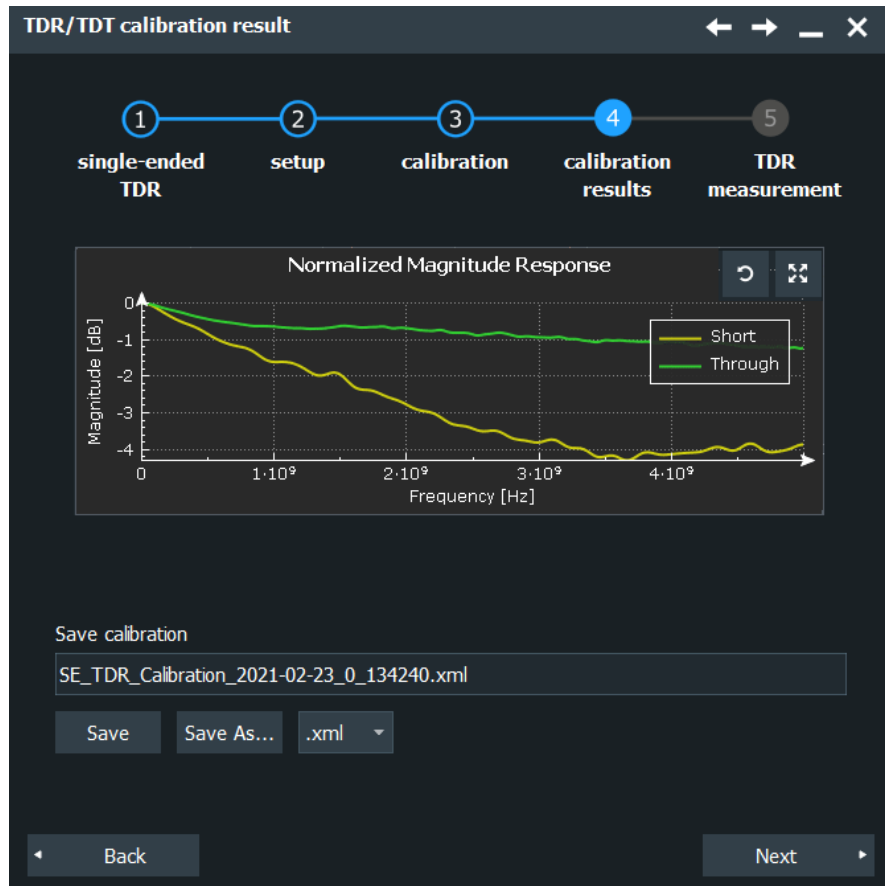 TDR/TDT calibration result
1 2 3 4 5
single-ended TDR
setup
calibration
calibration results
TDR measurement
Normalized Magnitude Response
Magnitude [dB]
0
-1
-2
-3
-4
Short
Through
0 1·10⁹ 2·10⁹ 3·10⁹ 4·10⁹
Frequency [Hz]
Save calibration
SE_TDR_Calibration_2021-02-23_0_134240.xml
Save Save As... .xml
Back Next